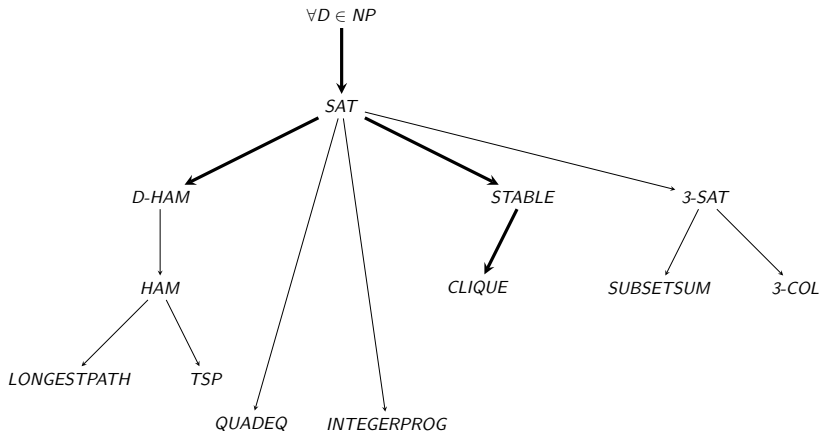 ∀D ∈ NP
SAT
D-HAM
STABLE
3-SAT
HAM
CLIQUE
SUBSETSUM
3-COL
LONGESTPATH
TSP
QUADEQ
INTEGERPROG